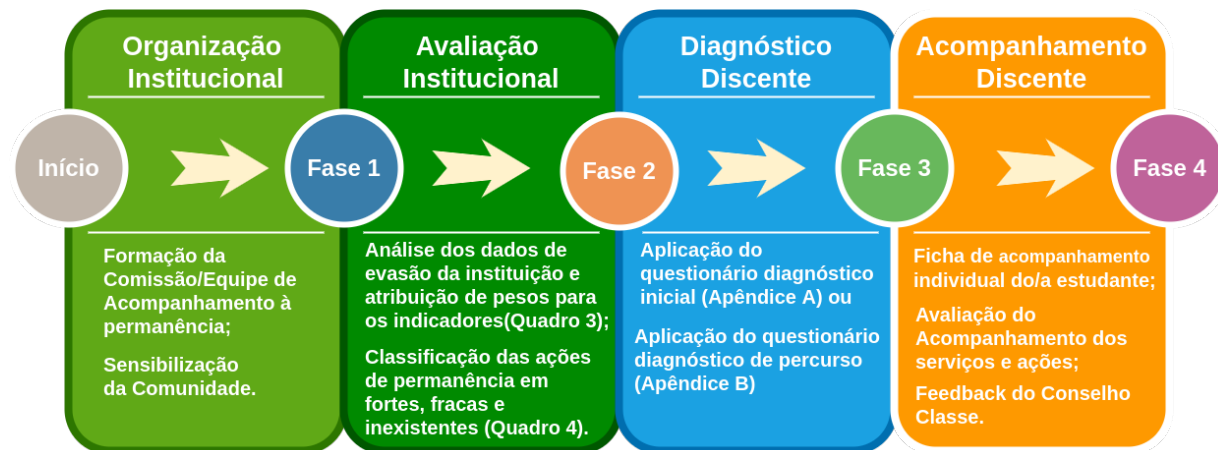 Organização
Institucional
Avaliação
Institucional
Diagnóstico
Discente
Acompanhamento
Discente
Início
Fase 1
Fase 2
Fase 3
Fase 4
Formação da
Comissão/Equipe de
Acompanhamento à
permanência;
Sensibilização
da Comunidade.
Análise dos dados de
evasão da instituição e
atribuição de pesos para
os indicadores(Quadro 3);
Classificação das ações
de permanência em
fortes, fracas e
inexistentes (Quadro 4).
Aplicação do
questionário diagnóstico
inicial (Apêndice A) ou
Aplicação do questionário
diagnóstico de percurso
(Apêndice B)
Ficha de acompanhamento
individual do/a estudante;
Avaliação do
Acompanhamento dos
serviços e ações;
Feedback do Conselho
Classe.